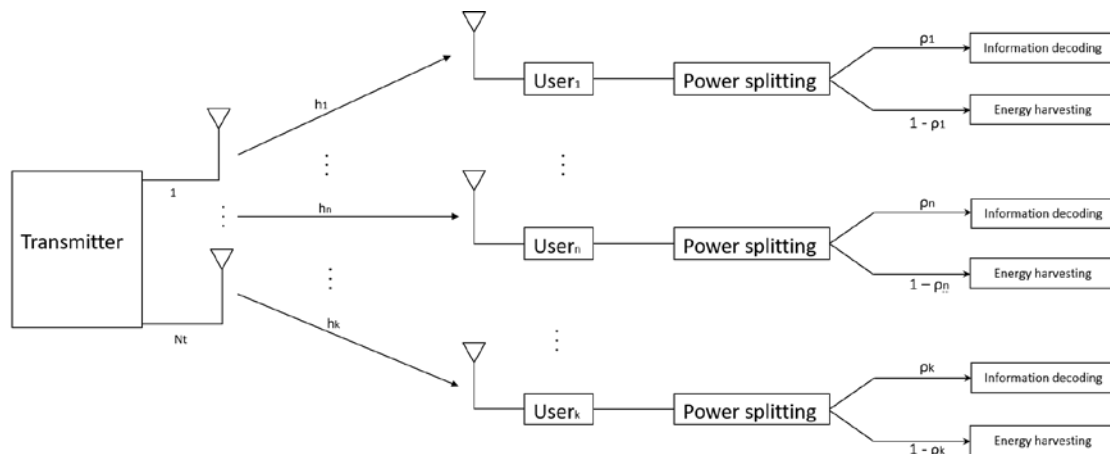 ρ1
Information decoding
User1
Power splitting
h1
Energy harvesting
1 - ρ1
1
hn
ρn
Information decoding
Transmitter
Usern
Power splitting
Energy harvesting
1 – ρn
Nt
hk
ρk
Information decoding
Userk
Power splitting
Energy harvesting
1 - ρk